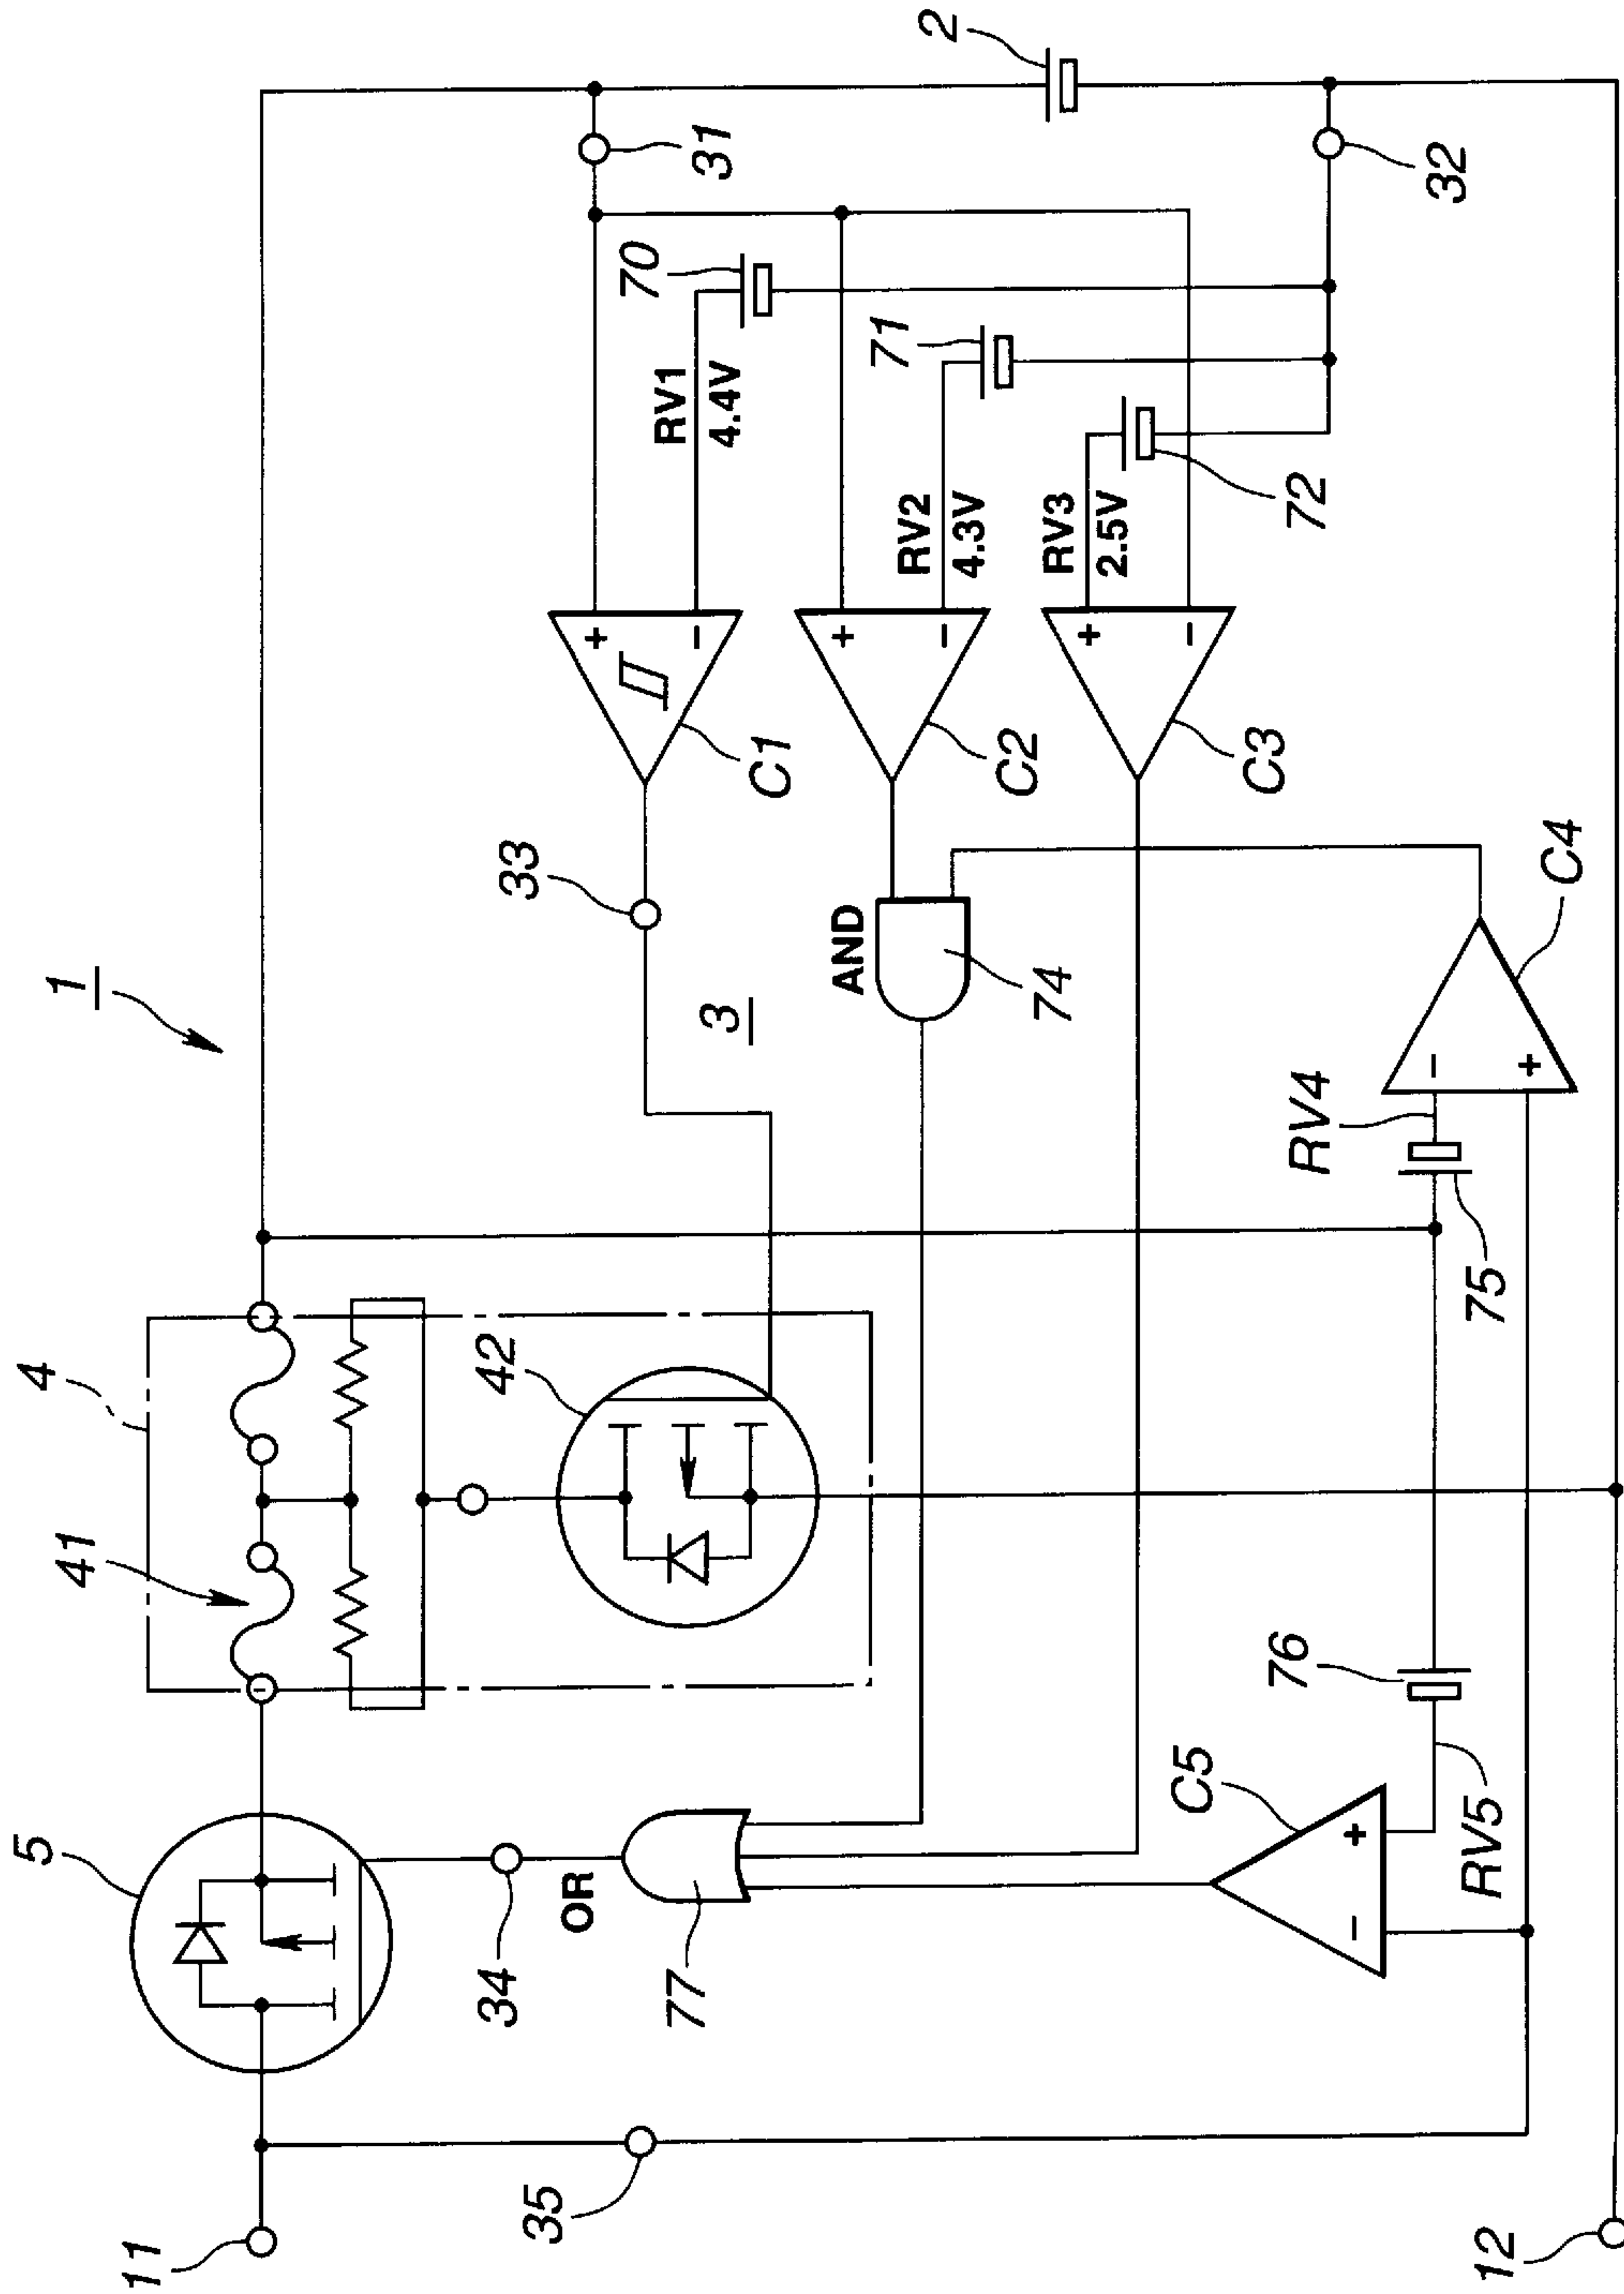 1
4
41
5
11
12
2
31
32
70
RV1
4.4V
71
RV2
4.3V
RV3
2.5V
72
33
C1
C2
C3
3
AND
74
C4
RV4
75
42
76
C5
RV5
34
OR
77
35
+
−
+
−
+
−
−
+
+
−